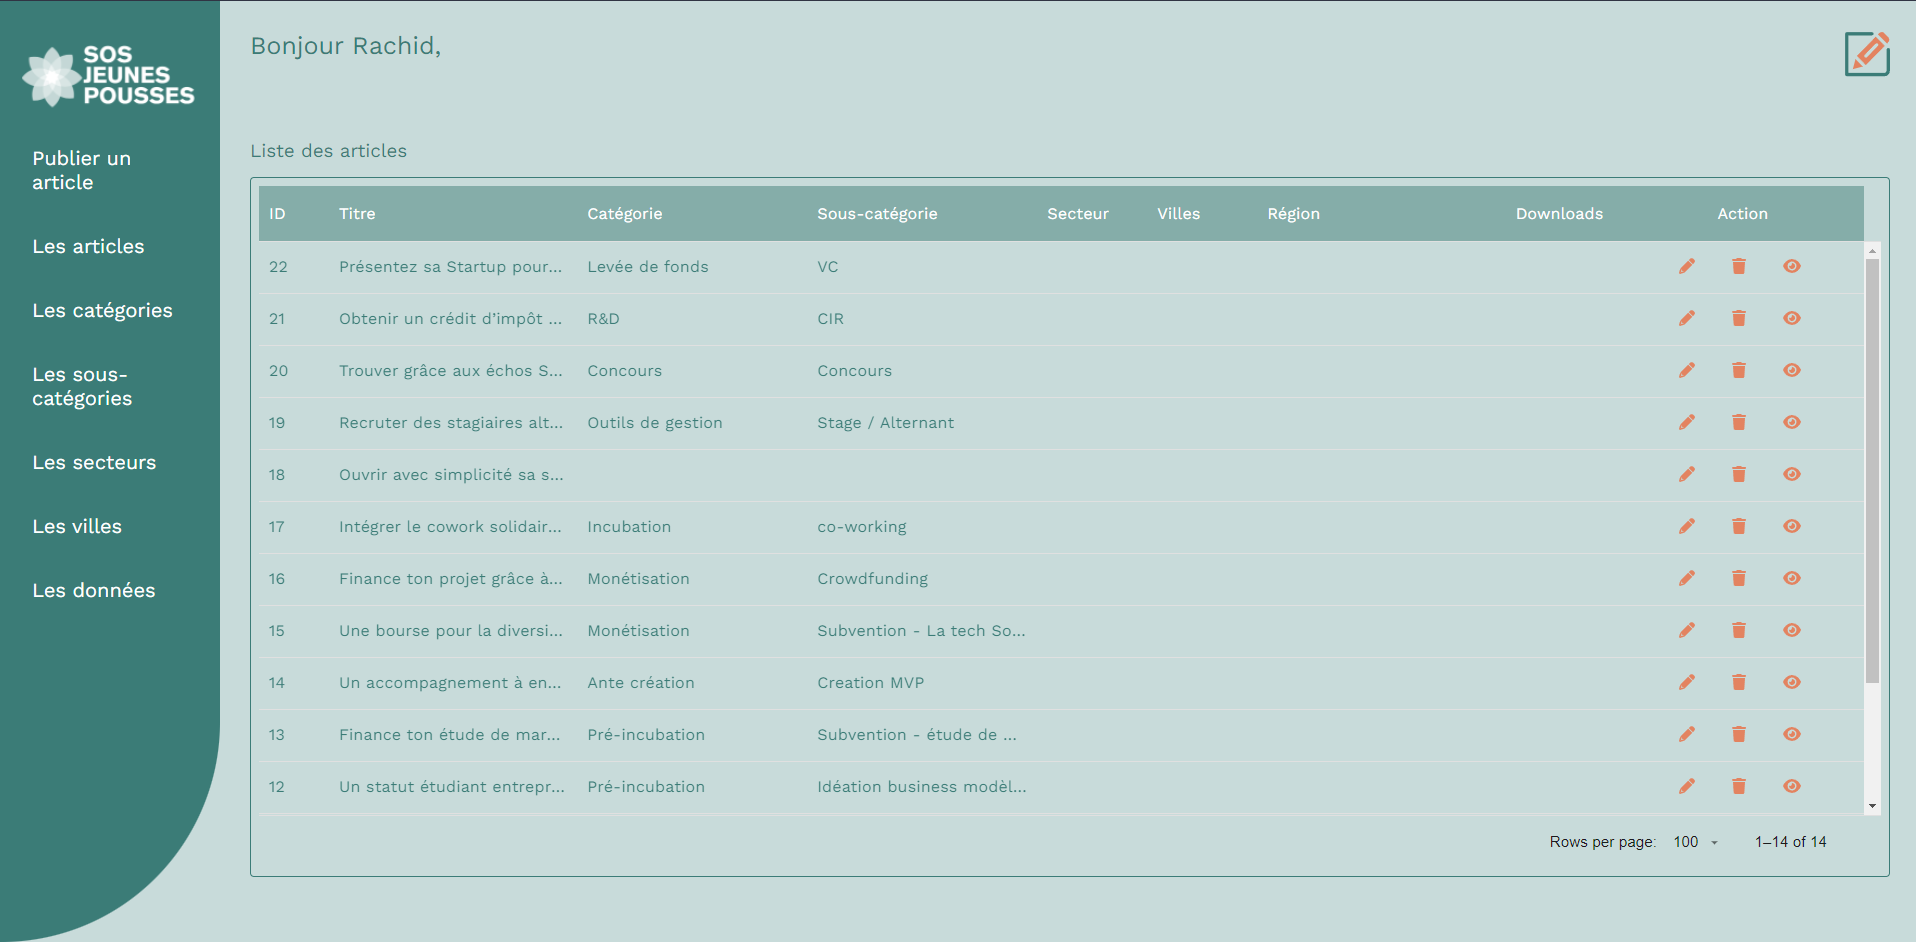 SOS
JEUNES
POUSSES
Publier un
article
Les articles
Les catégories
Les sous-
catégories
Les secteurs
Les villes
Les données
Bonjour Rachid,
Liste des articles
ID Titre Catégorie Sous-catégorie Secteur Villes Région Downloads Action
22 Présentez sa Startup pour... Levée de fonds VC
21 Obtenir un crédit d’impôt ... R&D CIR
20 Trouver grâce aux échos S... Concours Concours
19 Recruter des stagiaires alt... Outils de gestion Stage / Alternant
18 Ouvrir avec simplicité sa s...
17 Intégrer le cowork solidair... Incubation co-working
16 Finance ton projet grâce à... Monétisation Crowdfunding
15 Une bourse pour la diversi... Monétisation Subvention - La tech So...
14 Un accompagnement à en... Ante création Creation MVP
13 Finance ton étude de mar... Pré-incubation Subvention - étude de ...
12 Un statut étudiant entrepr... Pré-incubation Idéation business modèl...
Rows per page: 100 1–14 of 14